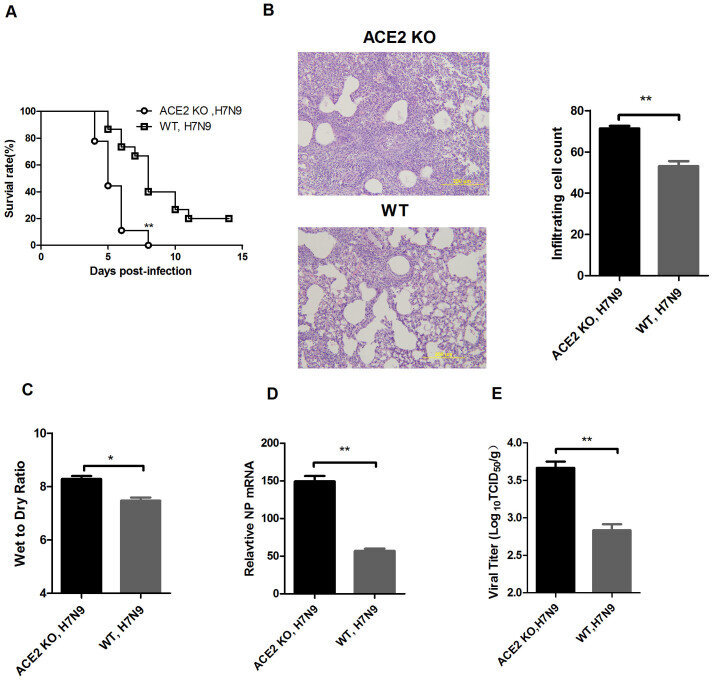 A
ACE2 KO ,H7N9
WT, H7N9
100
80
60
40
20
0
0
5
10
15
**
Survial rate(%)
Days post-infection
B
ACE2 KO
WT
**
80
60
40
20
0
Infiltrating cell count
ACE2 KO, H7N9
WT, H7N9
C
*
10
8
6
4
Wet to Dry Ratio
ACE2 KO, H7N9
WT, H7N9
D
**
200
150
100
50
0
Relavtive NP mRNA
ACE2 KO, H7N9
WT, H7N9
E
**
4.0
3.5
3.0
2.5
2.0
Viral Titer (Log 10TCID50/g)
ACE2 KO,H7N9
WT,H7N9